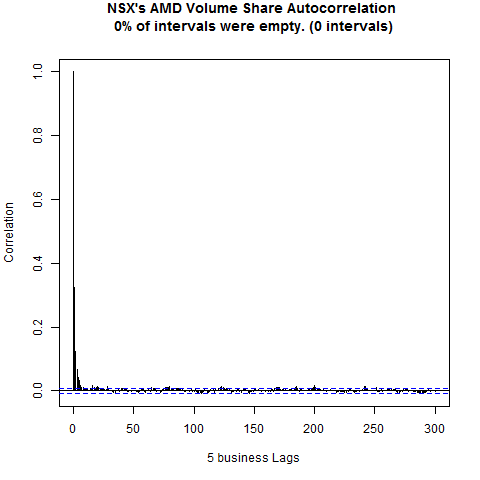 NSX's AMD Volume Share Autocorrelation
0% of intervals were empty. (0 intervals)
Correlation
1.0
0.8
0.6
0.4
0.2
0.0
0 50 100 150 200 250 300
5 business Lags